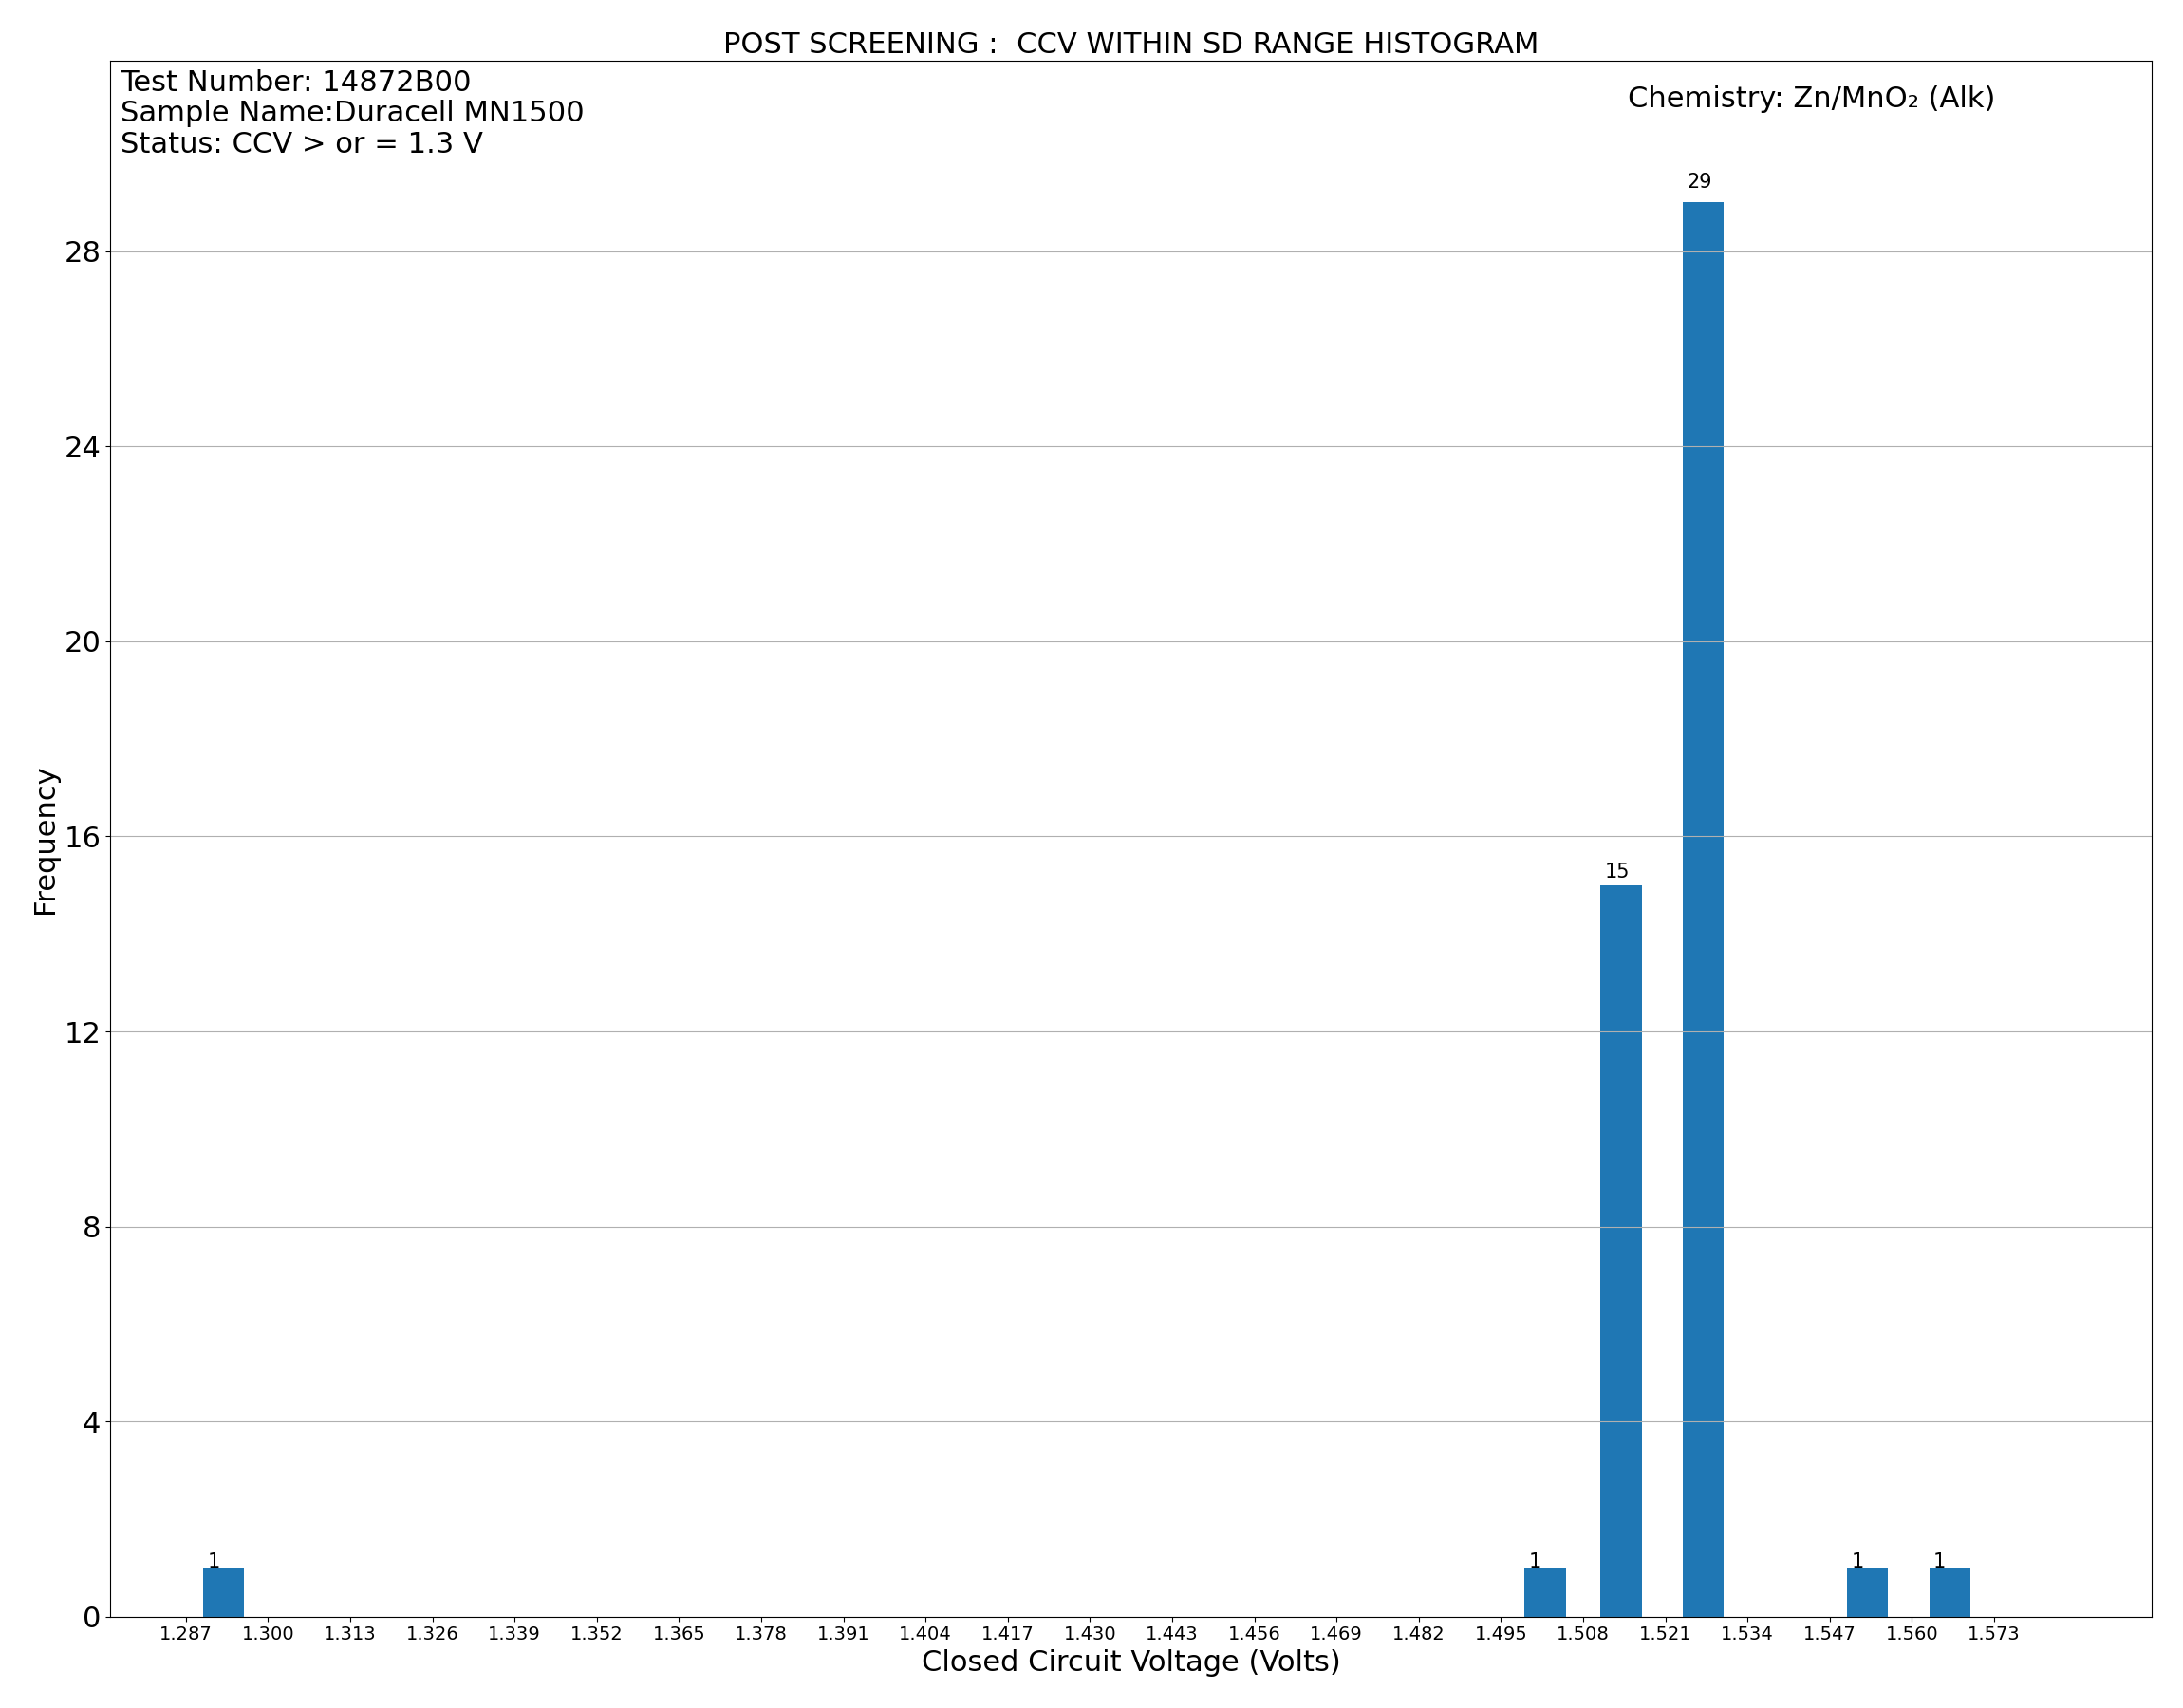 POST SCREENING :  CCV WITHIN SD RANGE HISTOGRAM
Test Number: 14872B00
Sample Name:Duracell MN1500
Status: CCV > or = 1.3 V
Chemistry: Zn/MnO₂ (Alk)
29
28
24
20
16
15
12
8
4
1 1 1 1
0
1.287 1.300 1.313 1.326 1.339 1.352 1.365 1.378 1.391 1.404 1.417 1.430 1.443 1.456 1.469 1.482 1.495 1.508 1.521 1.534 1.547 1.560 1.573
Frequency
Closed Circuit Voltage (Volts)